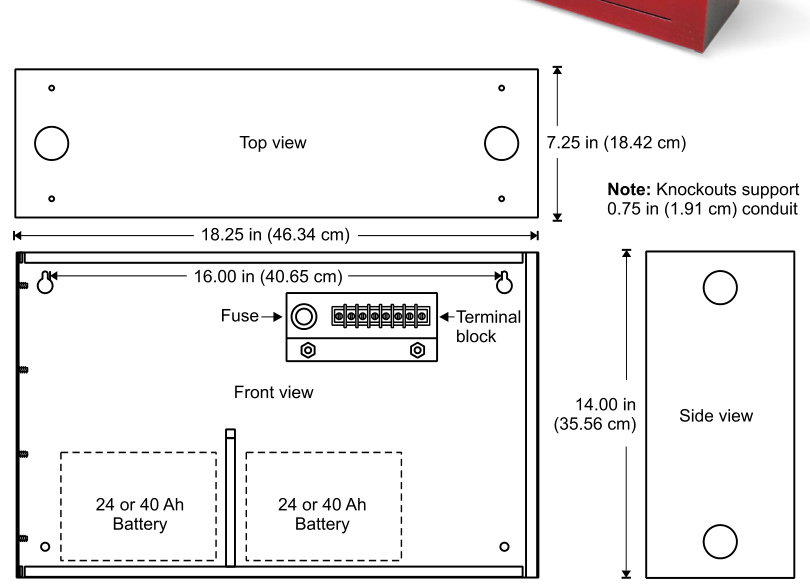 Top view
7.25 in (18.42 cm)
Note: Knockouts support
0.75 in (1.91 cm) conduit
18.25 in (46.34 cm)
16.00 in (40.65 cm)
Fuse
Terminal
block
Front view
14.00 in
(35.56 cm)
Side view
24 or 40 Ah
Battery
24 or 40 Ah
Battery